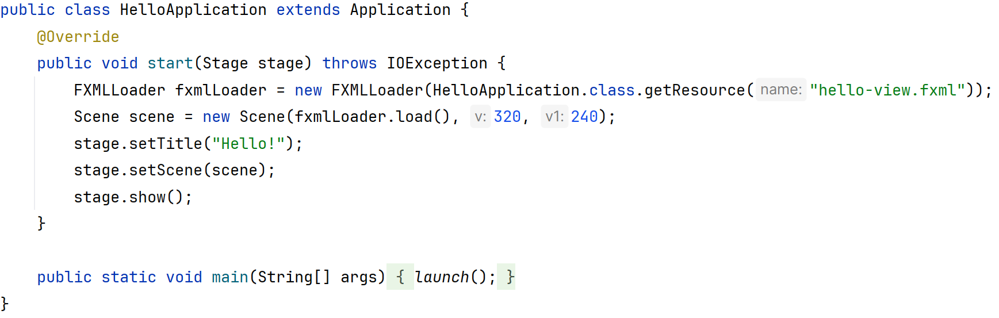 public class HelloApplication extends Application {
    @Override
    public void start(Stage stage) throws IOException {
        FXMLLoader fxmlLoader = new FXMLLoader(HelloApplication.class.getResource( name: "hello-view.fxml"));
        Scene scene = new Scene(fxmlLoader.load(), v: 320, v1: 240);
        stage.setTitle("Hello!");
        stage.setScene(scene);
        stage.show();
    }
    public static void main(String[] args) { launch(); }
}